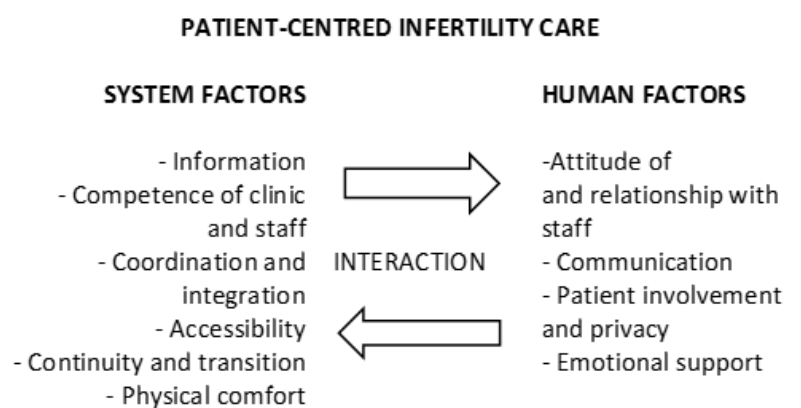 PATIENT-CENTRED INFERTILITY CARE
SYSTEM FACTORS
- Information
- Competence of clinic
and staff
- Coordination and
integration
- Accessibility
- Continuity and transition
- Physical comfort
INTERACTION
HUMAN FACTORS
-Attitude of
and relationship with
staff
- Communication
- Patient involvement
and privacy
- Emotional support